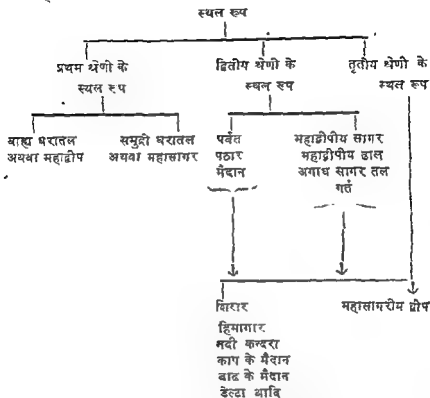 स्थल रूप
प्रथम श्रेणी के
स्थल रूप
द्वितीय श्रेणी के
स्थल रूप
तृतीय श्रेणी के
स्थल रूप
बाह्य धरातल
अथवा महाद्वीप
समुद्री धरातल
अथवा महासागर
पर्वत
पठार
मैदान
महाद्वीपीय सागर
महाद्वीपीय ढाल
अगाध सागर तल
गर्त
शिखर
हिमागार
नदी कन्दरा
काप के मैदान
बाढ के मैदान
डेल्टा आदि
महासागरीय द्वीप